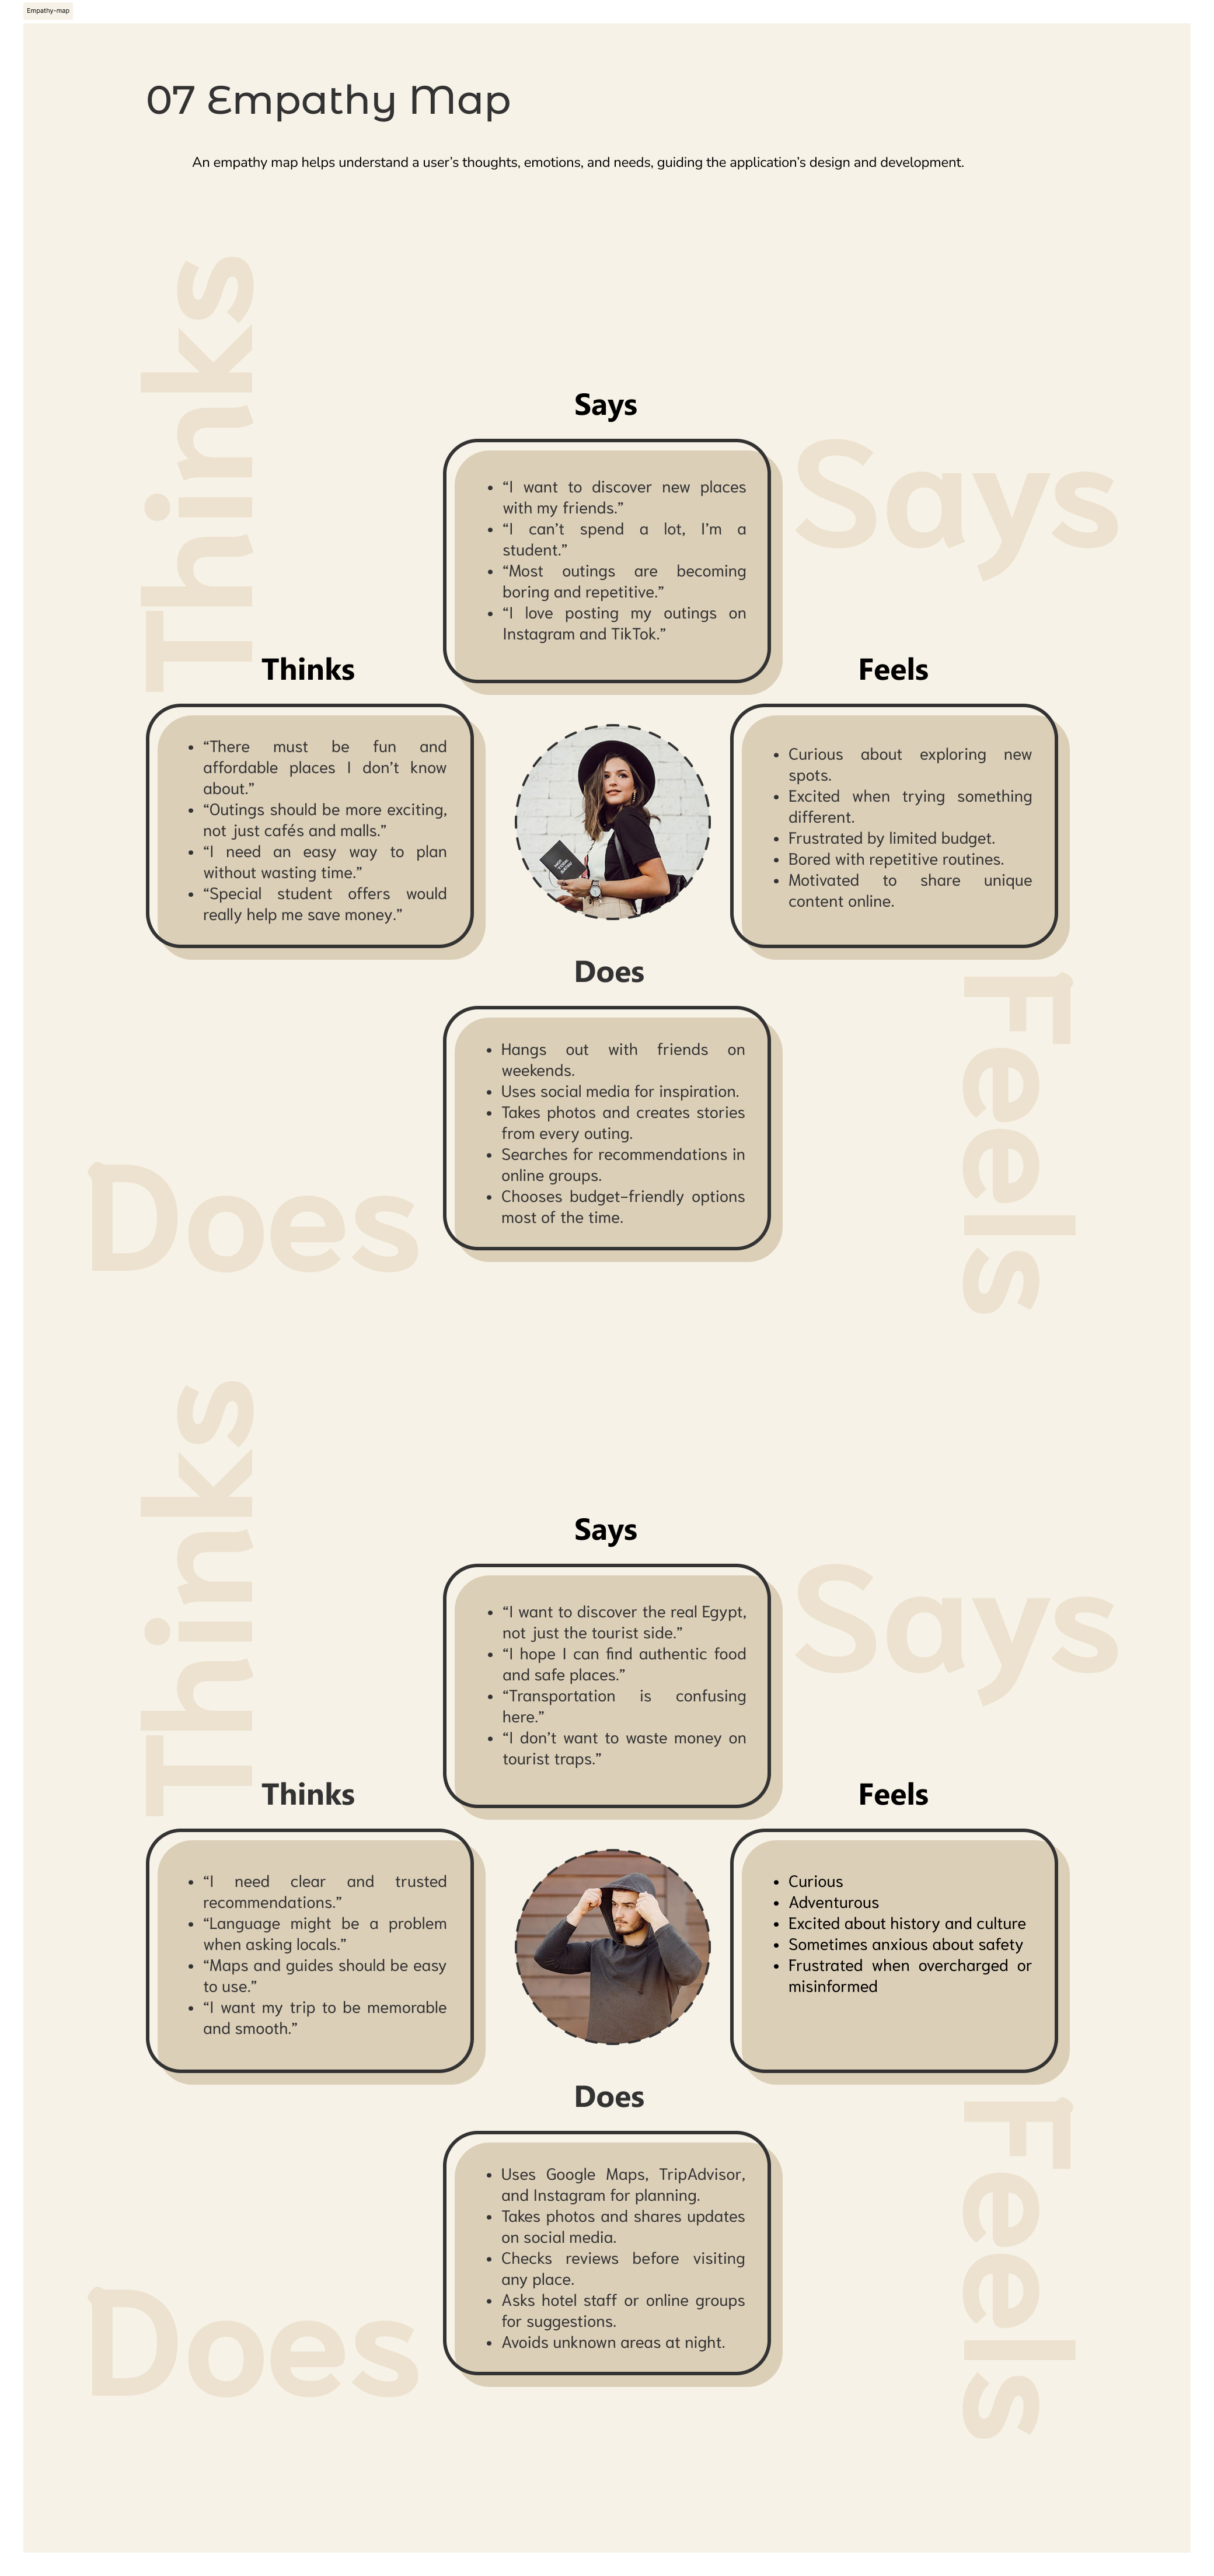 Empathy-map
07 Empathy Map
An empathy map helps understand a user’s thoughts, emotions, and needs, guiding the application’s design and development.
Thinks
Says
Says
• “I want to discover new places
with my friends.”
• “I can’t spend a lot, I’m a
student.”
• “Most outings are becoming
boring and repetitive.”
• “I love posting my outings on
Instagram and TikTok.”
Thinks
• “There must be fun and
affordable places I don’t know
about.”
• “Outings should be more exciting,
not just cafés and malls.”
• “I need an easy way to plan
without wasting time.”
• “Special student offers would
really help me save money.”
Feels
• Curious about exploring new
spots.
• Excited when trying something
different.
• Frustrated by limited budget.
• Bored with repetitive routines.
• Motivated to share unique
content online.
Does
• Hangs out with friends on
weekends.
• Uses social media for inspiration.
• Takes photos and creates stories
from every outing.
• Searches for recommendations in
online groups.
• Chooses budget-friendly options
most of the time.
Does
Feels
Thinks
Says
Says
• “I want to discover the real Egypt,
not just the tourist side.”
• “I hope I can find authentic food
and safe places.”
• “Transportation is confusing
here.”
• “I don’t want to waste money on
tourist traps.”
Thinks
• “I need clear and trusted
recommendations.”
• “Language might be a problem
when asking locals.”
• “Maps and guides should be easy
to use.”
• “I want my trip to be memorable
and smooth.”
Feels
• Curious
• Adventurous
• Excited about history and culture
• Sometimes anxious about safety
• Frustrated when overcharged or
misinformed
Does
• Uses Google Maps, TripAdvisor,
and Instagram for planning.
• Takes photos and shares updates
on social media.
• Checks reviews before visiting
any place.
• Asks hotel staff or online groups
for suggestions.
• Avoids unknown areas at night.
Does
Feels